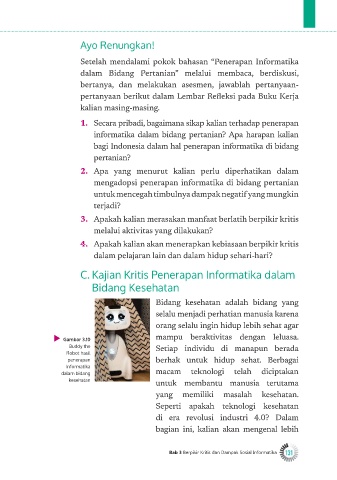 Ayo Renungkan!
Setelah mendalami pokok bahasan “Penerapan Informatika
dalam Bidang Pertanian” melalui membaca, berdiskusi,
bertanya, dan melakukan asesmen, jawablah pertanyaan-
pertanyaan berikut dalam Lembar Refleksi pada Buku Kerja
kalian masing-masing.
1. Secara pribadi, bagaimana sikap kalian terhadap penerapan
informatika dalam bidang pertanian? Apa harapan kalian
bagi Indonesia dalam hal penerapan informatika di bidang
pertanian?
2. Apa yang menurut kalian perlu diperhatikan dalam
mengadopsi penerapan informatika di bidang pertanian
untuk mencegah timbulnya dampak negatif yang mungkin
terjadi?
3. Apakah kalian merasakan manfaat berlatih berpikir kritis
melalui aktivitas yang dilakukan?
4. Apakah kalian akan menerapkan kebiasaan berpikir kritis
dalam pelajaran lain dan dalam hidup sehari-hari?
C. Kajian Kritis Penerapan Informatika dalam
Bidang Kesehatan
Bidang kesehatan adalah bidang yang
selalu menjadi perhatian manusia karena
orang selalu ingin hidup lebih sehat agar
mampu beraktivitas dengan leluasa.
Setiap individu di manapun berada
berhak untuk hidup sehat. Berbagai
macam teknologi telah diciptakan
untuk membantu manusia terutama
yang memiliki masalah kesehatan.
Seperti apakah teknologi kesehatan
di era revolusi industri 4.0? Dalam
bagian ini, kalian akan mengenal lebih
Gambar 3.10
Buddy the
Robot hasil
penerapan
informatika
dalam bidang
kesehatan
Bab 3 Berpikir Kritis dan Dampak Sosial Informatika
131